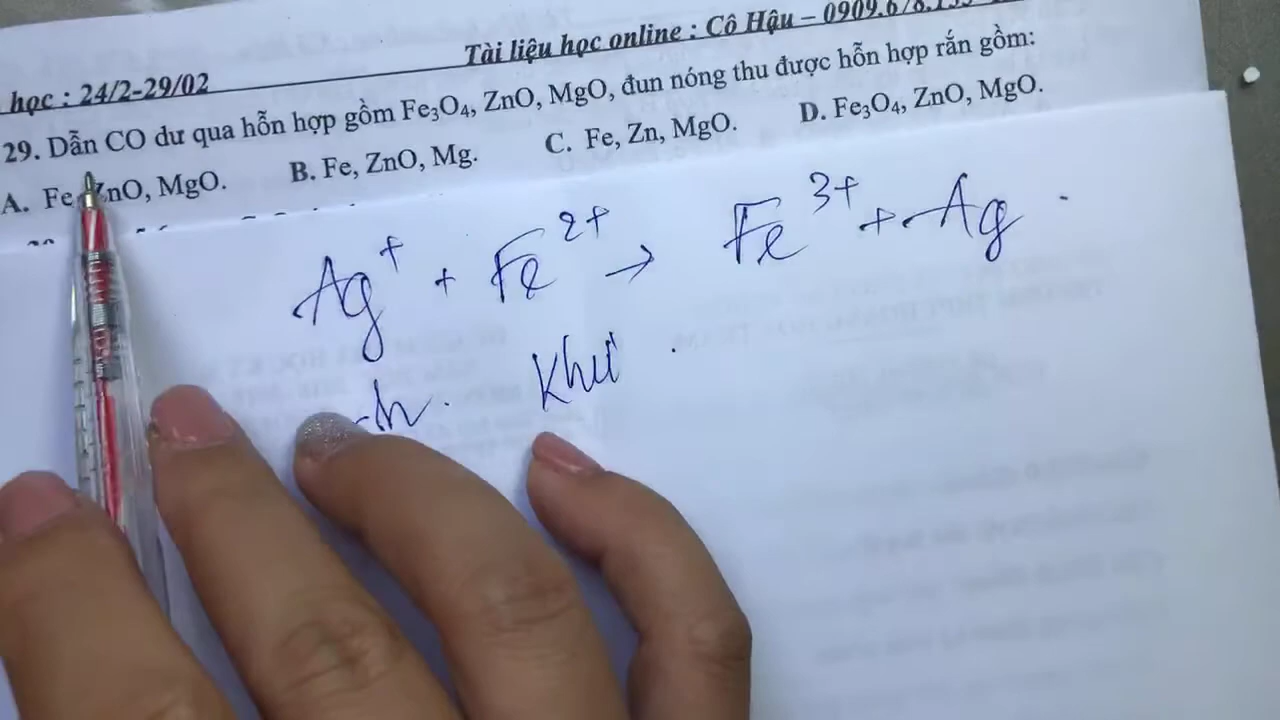 Tài liệu học online : Cô Hậu – 0909.6
học : 24/2-29/02
29. Dẫn CO dư qua hỗn hợp gồm Fe₃O₄, ZnO, MgO, đun nóng thu được hỗn hợp rắn gồm:
A. Fe, ZnO, MgO. B. Fe, ZnO, Mg. C. Fe, Zn, MgO. D. Fe₃O₄, ZnO, MgO.
Ag⁺ + Fe²⁺ → Fe³⁺ + Ag
Khử